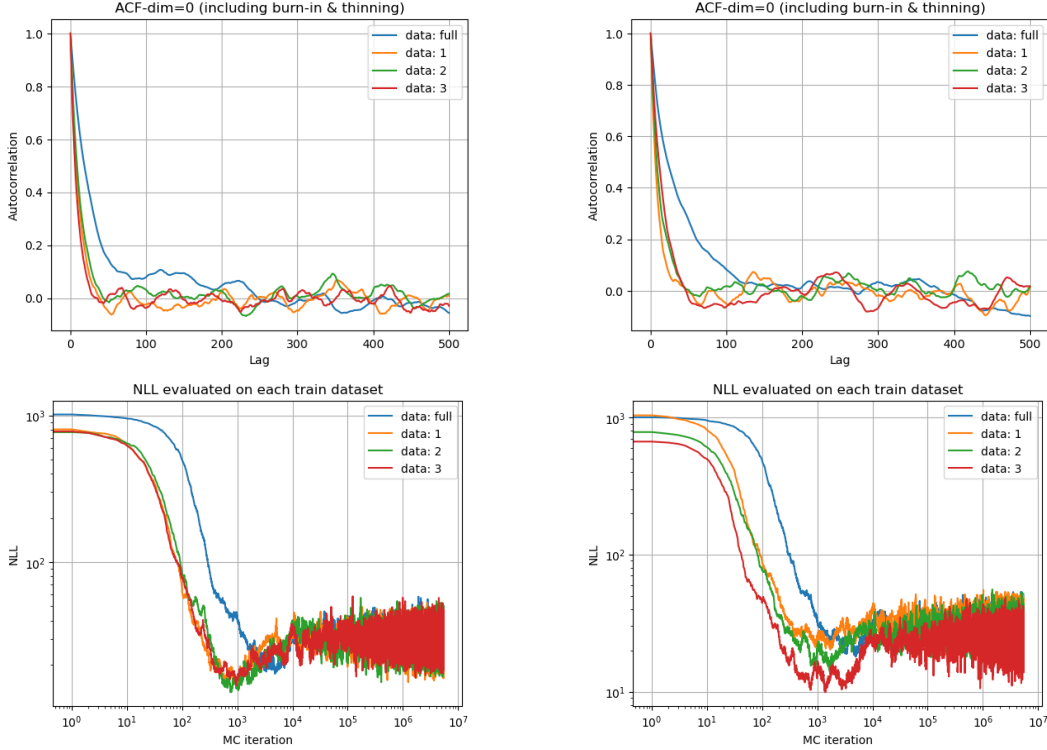 ACF-dim=0 (including burn-in & thinning)
1.0
0.8
0.6
0.4
0.2
0.0
Autocorrelation
0
100
200
300
400
500
Lag
data: full
data: 1
data: 2
data: 3
ACF-dim=0 (including burn-in & thinning)
1.0
0.8
0.6
0.4
0.2
0.0
Autocorrelation
0
100
200
300
400
500
Lag
data: full
data: 1
data: 2
data: 3
NLL evaluated on each train dataset
10³
10²
NLL
10⁰
10¹
10²
10³
10⁴
10⁵
10⁶
10⁷
MC iteration
data: full
data: 1
data: 2
data: 3
NLL evaluated on each train dataset
10³
10²
10¹
NLL
10⁰
10¹
10²
10³
10⁴
10⁵
10⁶
10⁷
MC iteration
data: full
data: 1
data: 2
data: 3